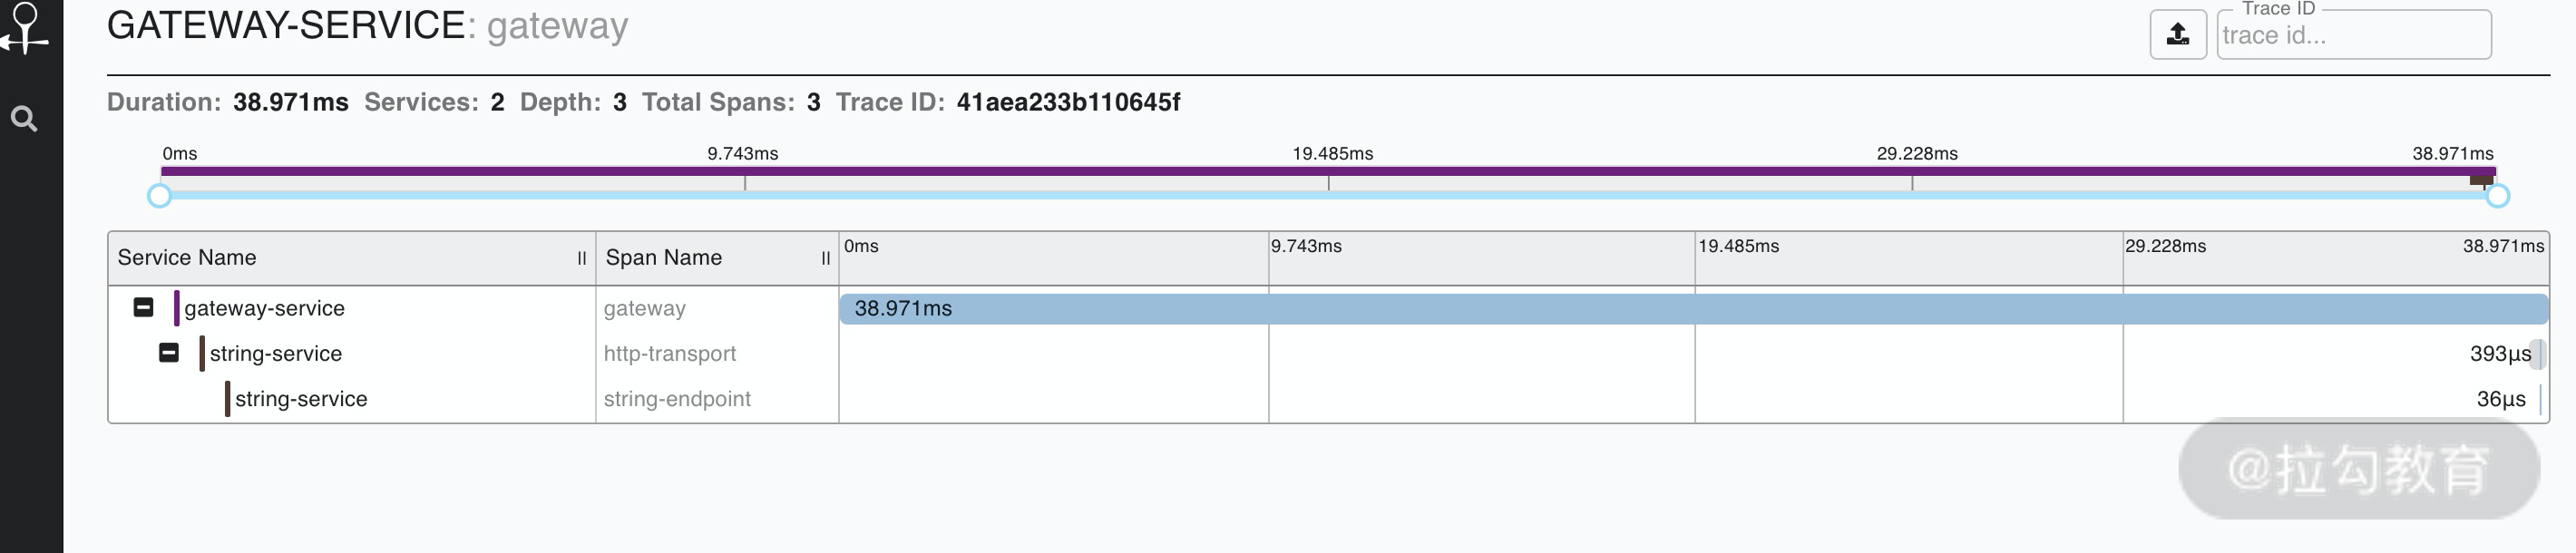 GATEWAY-SERVICE: gateway
Trace ID
trace id...
Duration: 38.971ms Services: 2 Depth: 3 Total Spans: 3 Trace ID: 41aea233b110645f
0ms 9.743ms 19.485ms 29.228ms 38.971ms
Service Name Span Name 0ms 9.743ms 19.485ms 29.228ms 38.971ms
gateway-service gateway 38.971ms
string-service http-transport 393μs
string-service string-endpoint 36μs
@拉勾教育